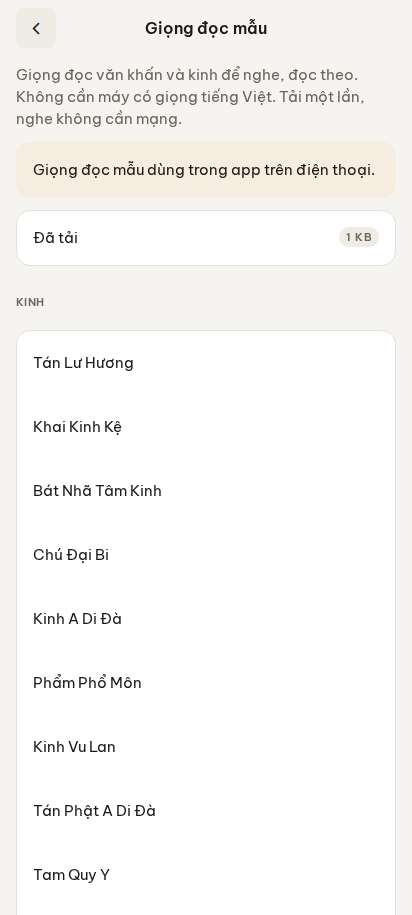 Giọng đọc mẫu
Giọng đọc văn khấn và kinh để nghe, đọc theo.
Không cần máy có giọng tiếng Việt. Tải một lần,
nghe không cần mạng.
Giọng đọc mẫu dùng trong app trên điện thoại.
Đã tải
1 KB
KINH
Tán Lư Hương
Khai Kinh Kệ
Bát Nhã Tâm Kinh
Chú Đại Bi
Kinh A Di Đà
Phẩm Phổ Môn
Kinh Vu Lan
Tán Phật A Di Đà
Tam Quy Y